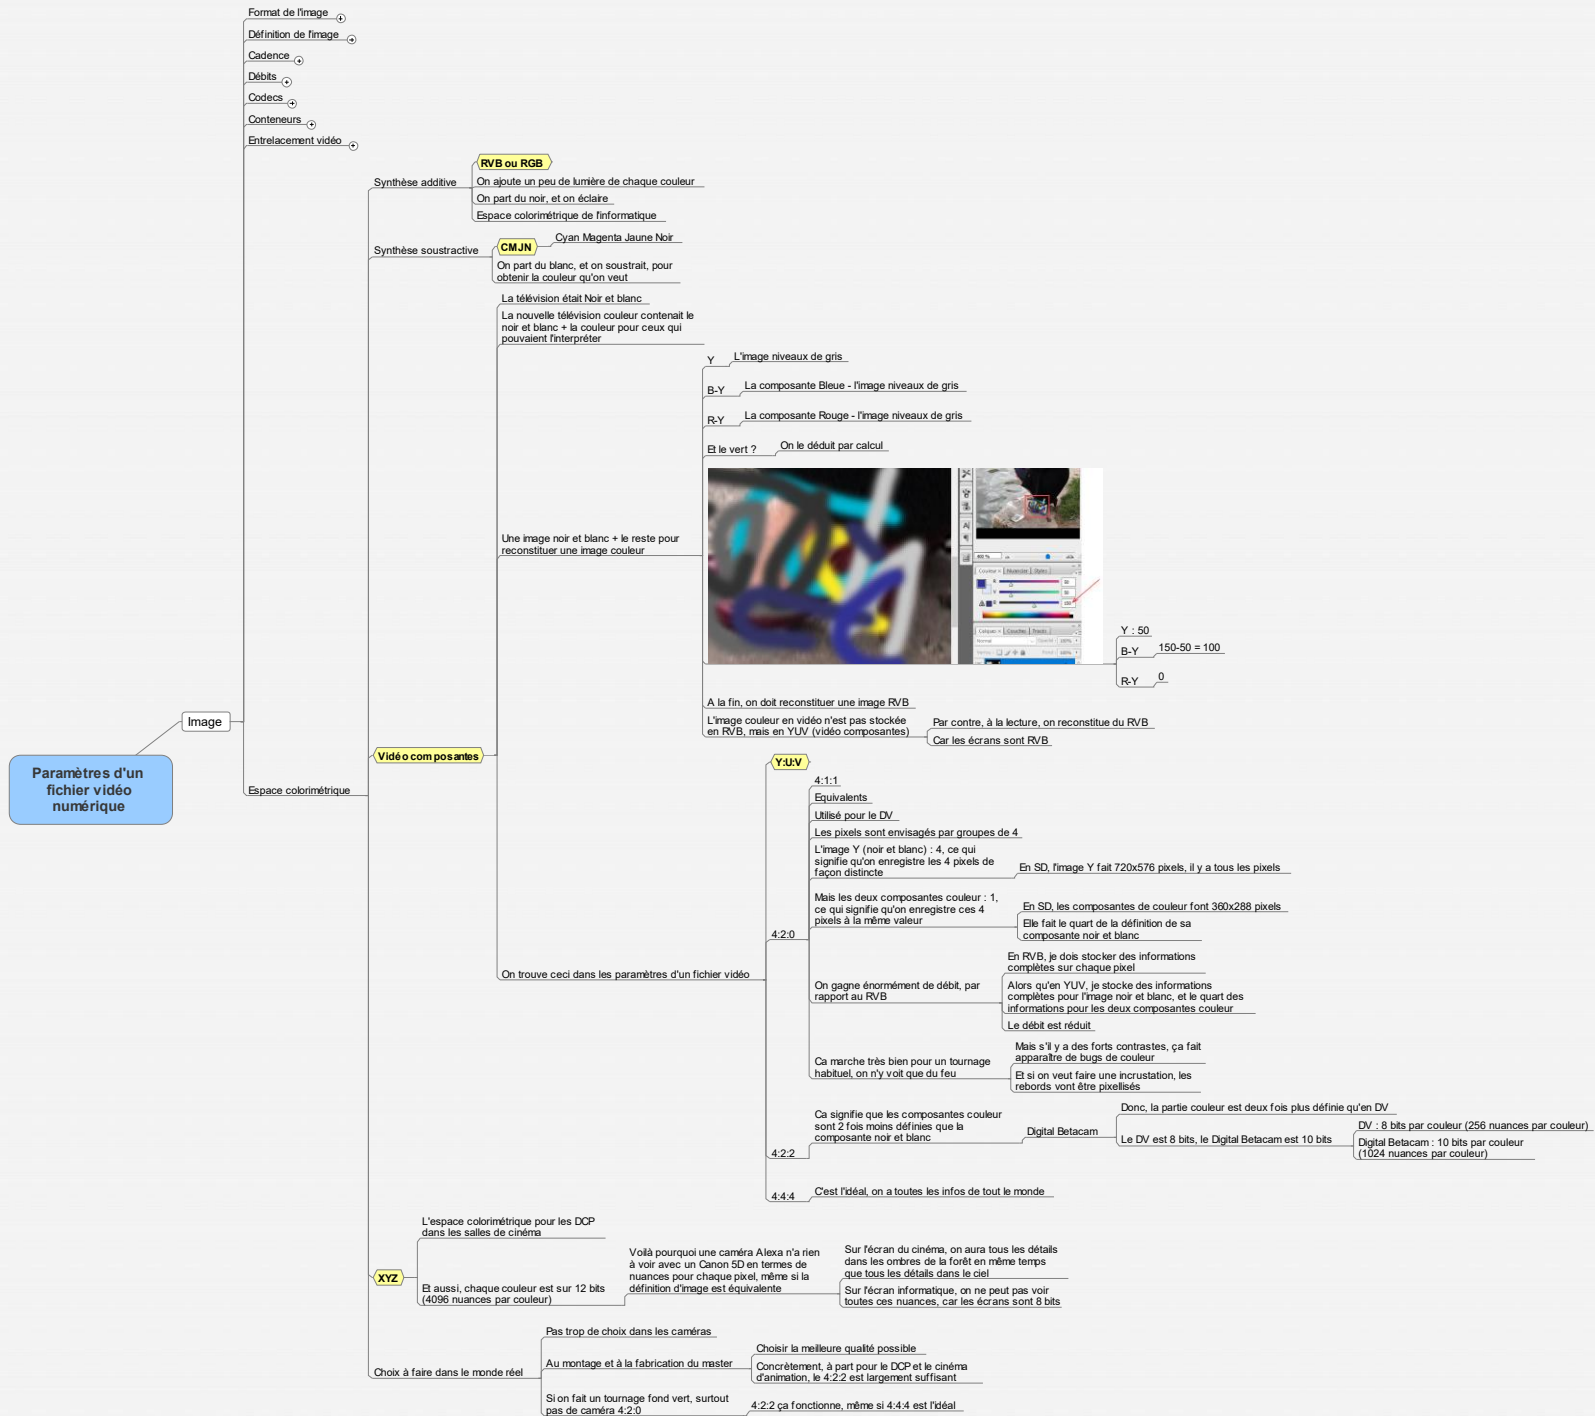 Format de l'image
Définition de l'image
Cadence
Débits
Codecs
Conteneurs
Entrelacement vidéo
RVB ou RGB
Synthèse additive
On ajoute un peu de lumière de chaque couleur
On part du noir, et on éclaire
Espace colorimétrique de l'informatique
Synthèse soustractive
CMJN
Cyan Magenta Jaune Noir
On part du blanc, et on soustrait, pour
obtenir la couleur qu'on veut
La télévision était Noir et blanc
La nouvelle télévision couleur contenait le
noir et blanc + la couleur pour ceux qui
pouvaient l'interpréter
Y
L'image niveaux de gris
B-Y
La composante Bleue - l'image niveaux de gris
R-Y
La composante Rouge - l'image niveaux de gris
Et le vert ?
On le déduit par calcul
Une image noir et blanc + le reste pour
reconstituer une image couleur
Y : 50
B-Y
150-50 = 100
R-Y
0
A la fin, on doit reconstituer une image RVB
L'image couleur en vidéo n'est pas stockée
en RVB, mais en YUV (vidéo composantes)
Par contre, à la lecture, on reconstitue du RVB
Car les écrans sont RVB
Image
Vidéo composantes
Paramètres d'un
fichier vidéo
numérique
Espace colorimétrique
Y:U:V
4:1:1
Equivalents
Utilisé pour le DV
Les pixels sont envisagés par groupes de 4
L'image Y (noir et blanc) : 4, ce qui
signifie qu'on enregistre les 4 pixels de
façon distincte
En SD, l'image Y fait 720x576 pixels, il y a tous les pixels
Mais les deux composantes couleur : 1,
ce qui signifie qu'on enregistre ces 4
pixels à la même valeur
En SD, les composantes de couleur font 360x288 pixels
Elle fait le quart de la définition de sa
composante noir et blanc
4:2:0
On trouve ceci dans les paramètres d'un fichier vidéo
On gagne énormément de débit, par
rapport au RVB
En RVB, je dois stocker des informations
complètes sur chaque pixel
Alors qu'en YUV, je stocke des informations
complètes pour l'image noir et blanc, et le quart des
informations pour les deux composantes couleur
Le débit est réduit
Ca marche très bien pour un tournage
habituel, on n'y voit que du feu
Mais s'il y a des forts contrastes, ça fait
apparaître de bugs de couleur
Et si on veut faire une incrustation, les
rebords vont être pixellisés
4:2:2
Ca signifie que les composantes couleur
sont 2 fois moins définies que la
composante noir et blanc
Digital Betacam
Donc, la partie couleur est deux fois plus définie qu'en DV
Le DV est 8 bits, le Digital Betacam est 10 bits
DV : 8 bits par couleur (256 nuances par couleur)
Digital Betacam : 10 bits par couleur
(1024 nuances par couleur)
4:4:4
C'est l'idéal, on a toutes les infos de tout le monde
XYZ
L'espace colorimétrique pour les DCP
dans les salles de cinéma
Et aussi, chaque couleur est sur 12 bits
(4096 nuances par couleur)
Voilà pourquoi une caméra Alexa n'a rien
à voir avec un Canon 5D en termes de
nuances pour chaque pixel, même si la
définition d'image est équivalente
Sur l'écran du cinéma, on aura tous les détails
dans les ombres de la forêt en même temps
que tous les détails dans le ciel
Sur l'écran informatique, on ne peut pas voir
toutes ces nuances, car les écrans sont 8 bits
Choix à faire dans le monde réel
Pas trop de choix dans les caméras
Au montage et à la fabrication du master
Choisir la meilleure qualité possible
Concrètement, à part pour le DCP et le cinéma
d'animation, le 4:2:2 est largement suffisant
Si on fait un tournage fond vert, surtout
pas de caméra 4:2:0
4:2:2 ça fonctionne, même si 4:4:4 est l'idéal